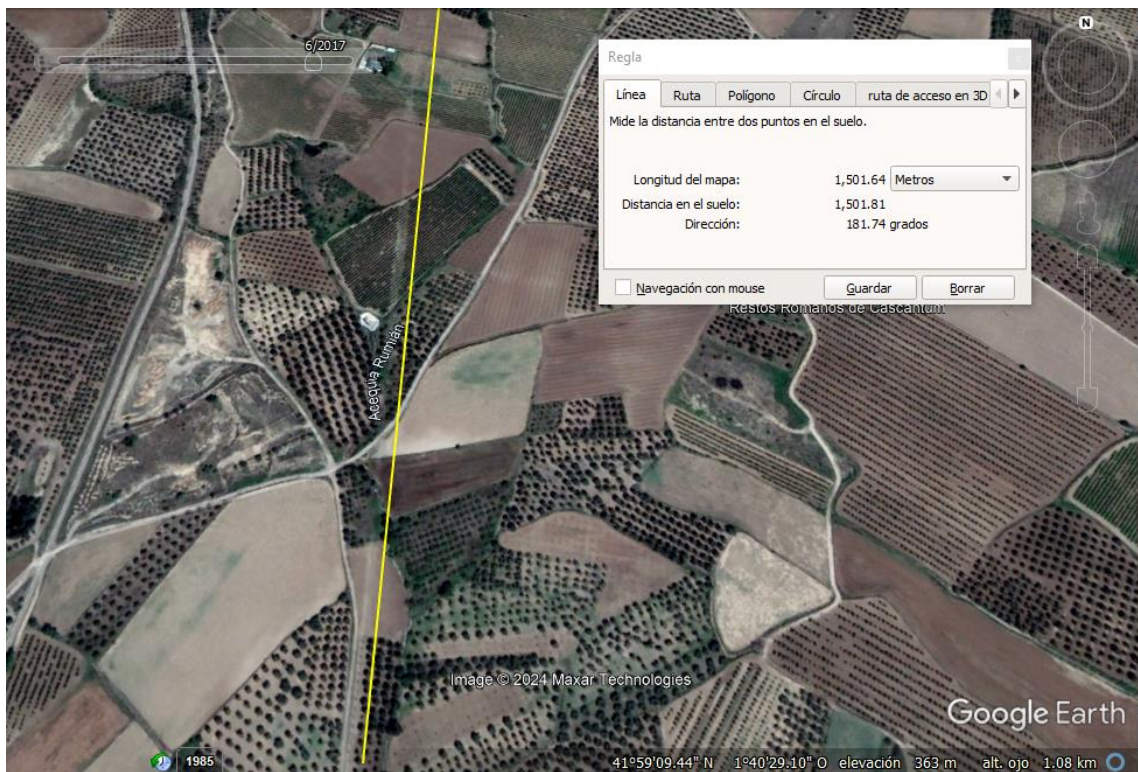 6/2017
N
Regla
Línea Ruta Polígono Círculo ruta de acceso en 3D
Mide la distancia entre dos puntos en el suelo.
Longitud del mapa: 1,501.64 Metros
Distancia en el suelo: 1,501.81
Dirección: 181.74 grados
Navegación con mouse Guardar Borrar
Restos Romanos de Cascantum
Acequia Rumián
Image © 2024 Maxar Technologies
Google Earth
1985 41°59'09.44" N 1°40'29.10" O elevación 363 m alt. ojo 1.08 km